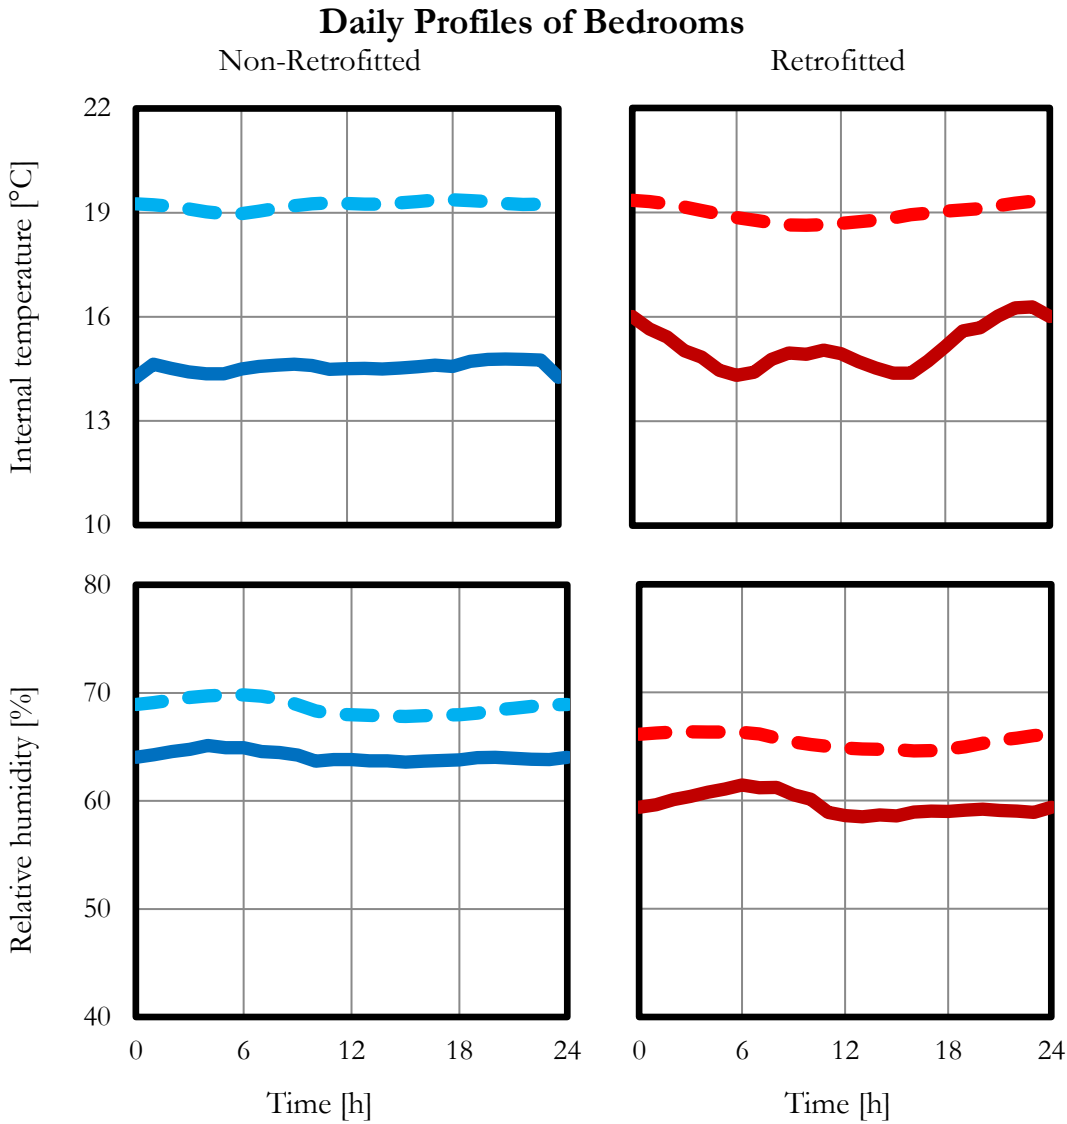 Daily Profiles of Bedrooms
Non-Retrofitted
Retrofitted
Internal temperature [°C]
22
19
16
13
10
Relative humidity [%]
80
70
60
50
40
0 6 12 18 24
0 6 12 18 24
Time [h]
Time [h]